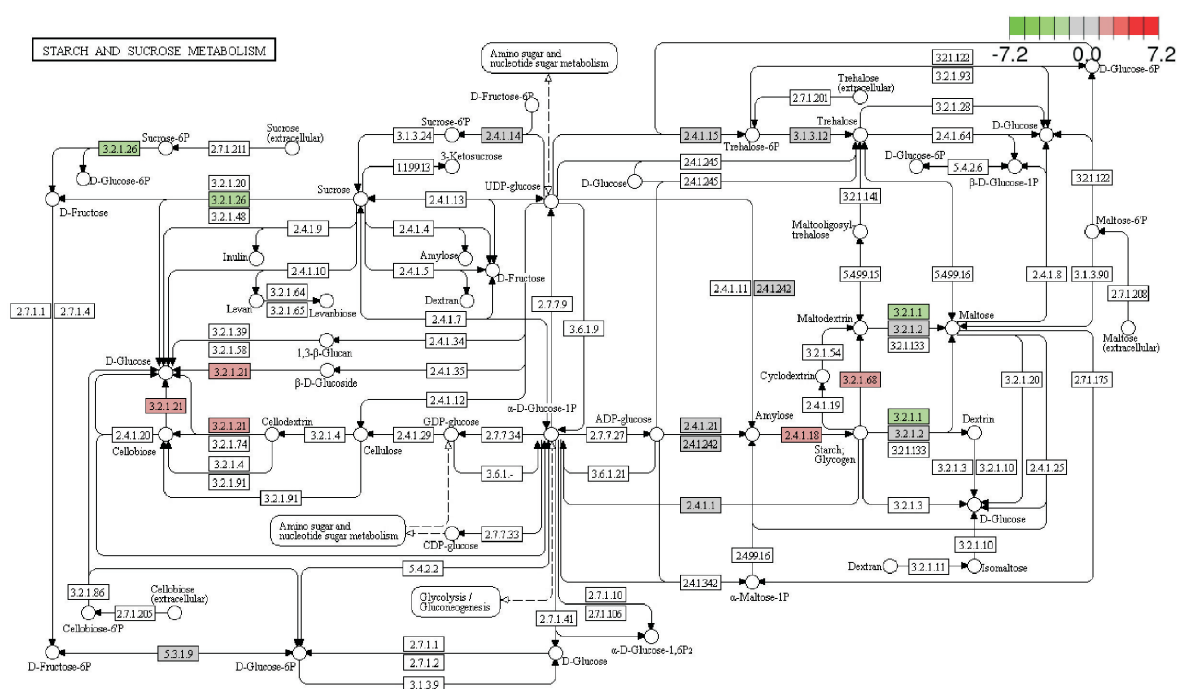 STARCH AND SUCROSE METABOLISM
-7.2 0.0 7.2
Amino sugar and
nucleotide sugar metabolism
3.2.1.122
D-Glucose-6P
3.2.1.93
Trehalose
(extracellular)
2.7.1.201
D-Fructose-6P
3.2.1.28
Sucrose-6P
Sucrose
(extracellular)
3.2.1.26
2.7.1.211
3.1.3.24
Sucrose-6'P
2.4.1.14
2.4.1.15
Trehalose-6P
3.1.3.12
Trehalose
2.4.1.64
D-Glucose
3-Ketosucrose
1.1.99.13
D-Glucose-6P
2.4.1.245
D-Glucose
2.4.1.245
D-Glucose-6P
5.4.2.6
β-D-Glucose-1P
3.2.1.122
3.2.1.20
3.2.1.26
3.2.1.48
D-Fructose
Sucrose
UDP-glucose
2.4.1.13
3.2.1.141
2.4.1.9
2.4.1.4
Maltooligosyl-
trehalose
Maltose-6'P
Inulin
Amylose
2.4.1.10
2.4.1.5
D-Fructose
5.4.99.15
5.4.99.16
2.4.1.8
3.1.3.90
2.4.1.11
2.4.1.242
2.7.1.208
3.2.1.64
3.2.1.65
Levan
Levanbiose
Dextran
2.7.1.1
2.7.1.4
2.7.7.9
2.4.1.7
3.6.1.9
Maltodextrin
3.2.1.1
3.2.1.2
3.2.1.133
Maltose
Maltose
(extracellular)
3.2.1.39
3.2.1.58
2.4.1.34
1,3-β-Glucan
3.2.1.54
D-Glucose
3.2.1.21
β-D-Glucoside
2.4.1.35
Cyclodextrin
3.2.1.68
3.2.1.20
2.7.1.175
3.2.1.21
2.4.1.12
α-D-Glucose-1P
2.4.1.19
ADP-glucose
Amylose
3.2.1.1
3.2.1.2
3.2.1.133
Dextrin
2.4.1.20
Cellobiose
3.2.1.21
3.2.1.74
3.2.1.4
3.2.1.91
Cellodextrin
3.2.1.4
Cellulose
2.4.1.29
GDP-glucose
2.7.7.34
2.7.7.27
2.4.1.21
2.4.1.242
2.4.1.18
Starch;
Glycogen
3.6.1.-
3.6.1.21
3.2.1.3
3.2.1.10
2.4.1.25
3.2.1.91
2.4.1.1
3.2.1.3
D-Glucose
Amino sugar and
nucleotide sugar metabolism
2.7.7.33
CDP-glucose
3.2.1.10
2.4.99.16
5.4.2.2
Dextran
3.2.1.11
Isomaltose
3.2.1.86
2.4.1.342
α-Maltose-1P
Cellobiose
(extracellular)
2.7.1.205
Cellobiose-6'P
Glycolysis /
Gluconeogenesis
2.7.1.10
2.7.1.106
2.7.1.41
α-D-Glucose-1,6P2
D-Fructose-6P
5.3.1.9
D-Glucose-6P
2.7.1.1
2.7.1.2
3.1.3.9
D-Glucose